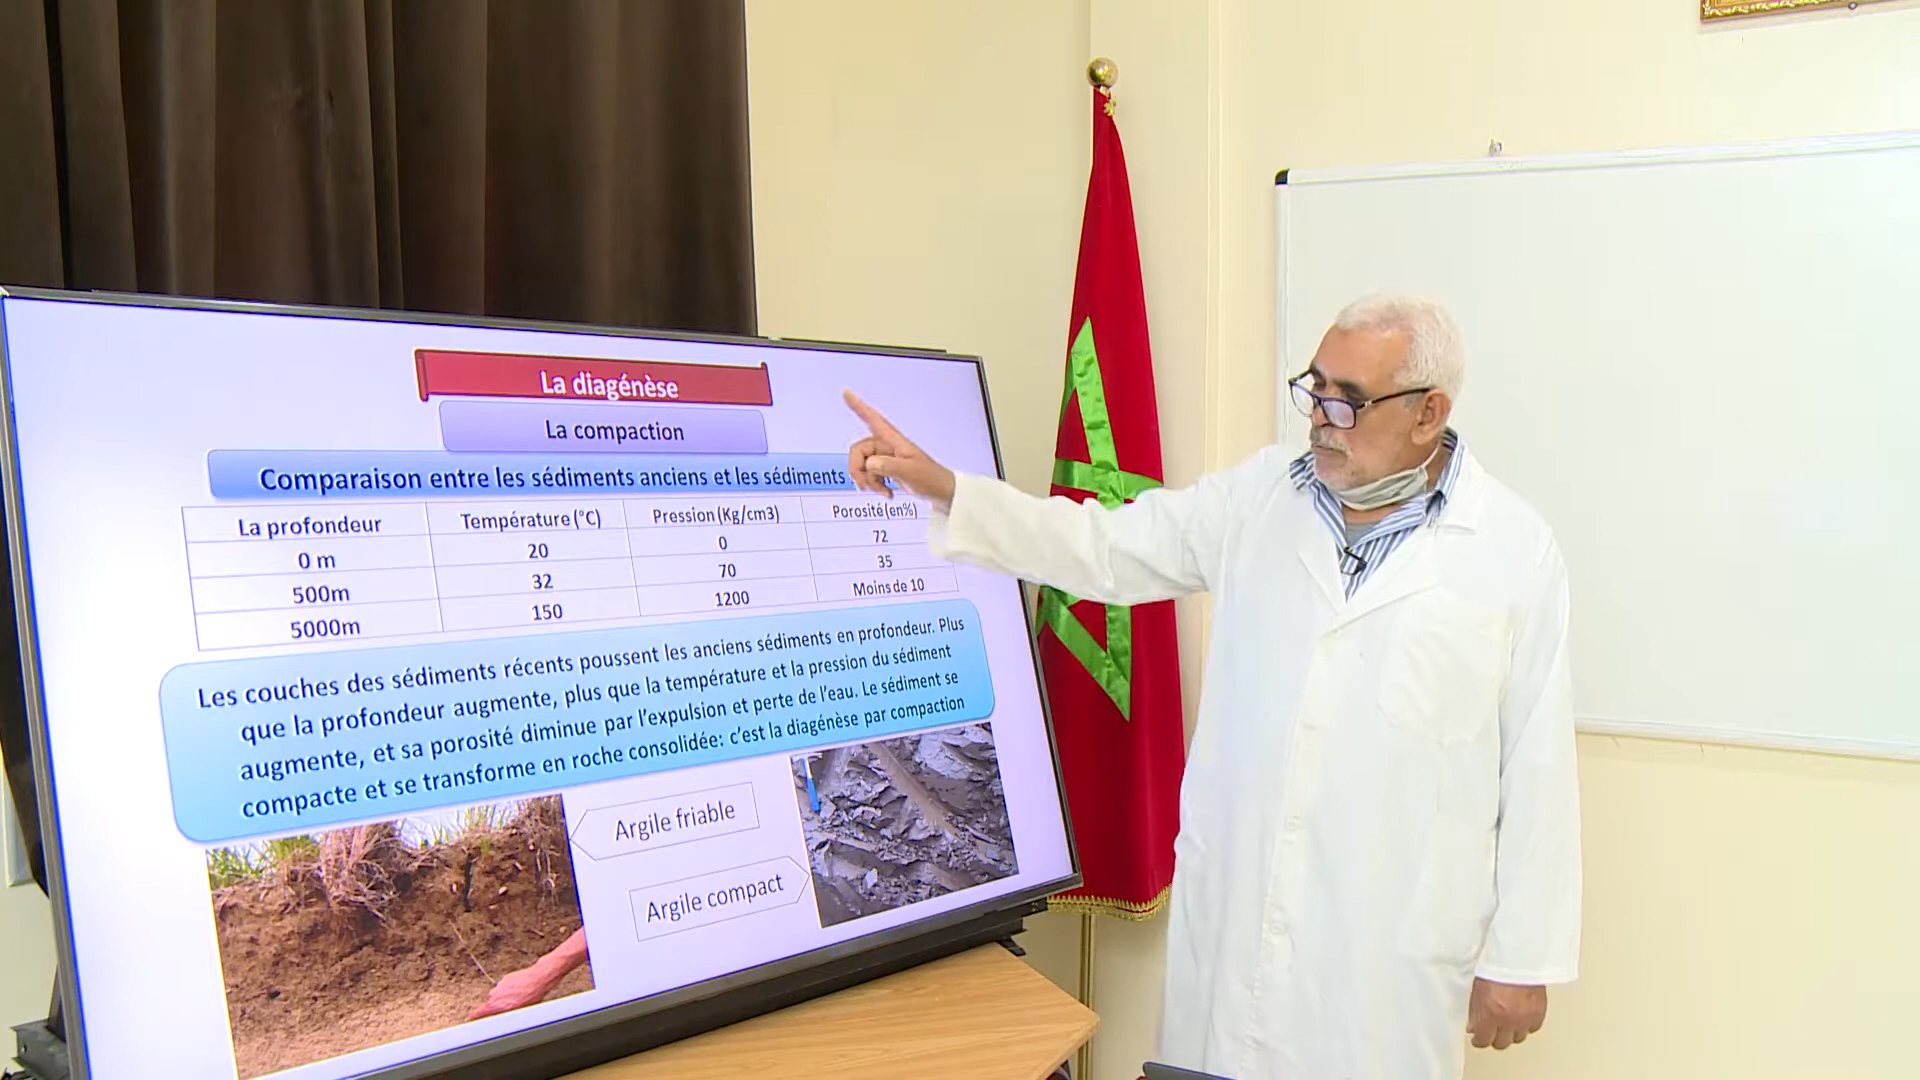 La diagénèse
La compaction
Comparaison entre les sédiments anciens et les sédiments
La profondeur Température (°C) Pression (Kg/cm3) Porosité (en%)
0 m 20 0 72
500m 32 70 35
5000m 150 1200 Moins de 10
Les couches des sédiments récents poussent les anciens sédiments en profondeur. Plus
que la profondeur augmente, plus que la température et la pression du sédiment
augmente, et sa porosité diminue par l'expulsion et perte de l'eau. Le sédiment se
compacte et se transforme en roche consolidée: c'est la diagénèse par compaction
Argile friable
Argile compact